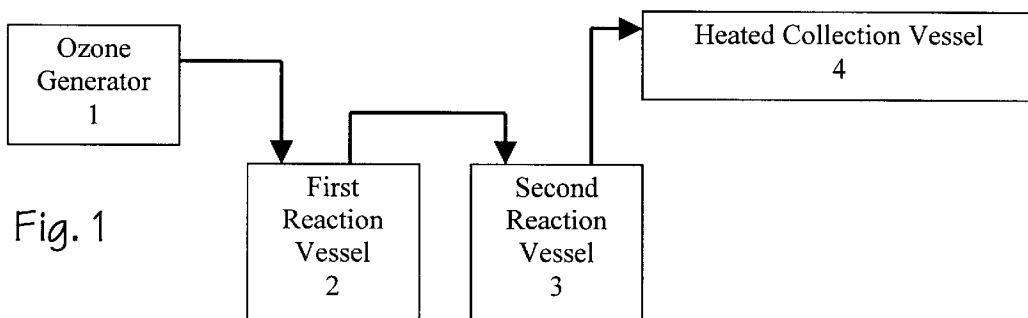 Ozone
Generator
1
Heated Collection Vessel
4
First
Reaction
Vessel
2
Second
Reaction
Vessel
3
Fig. 1